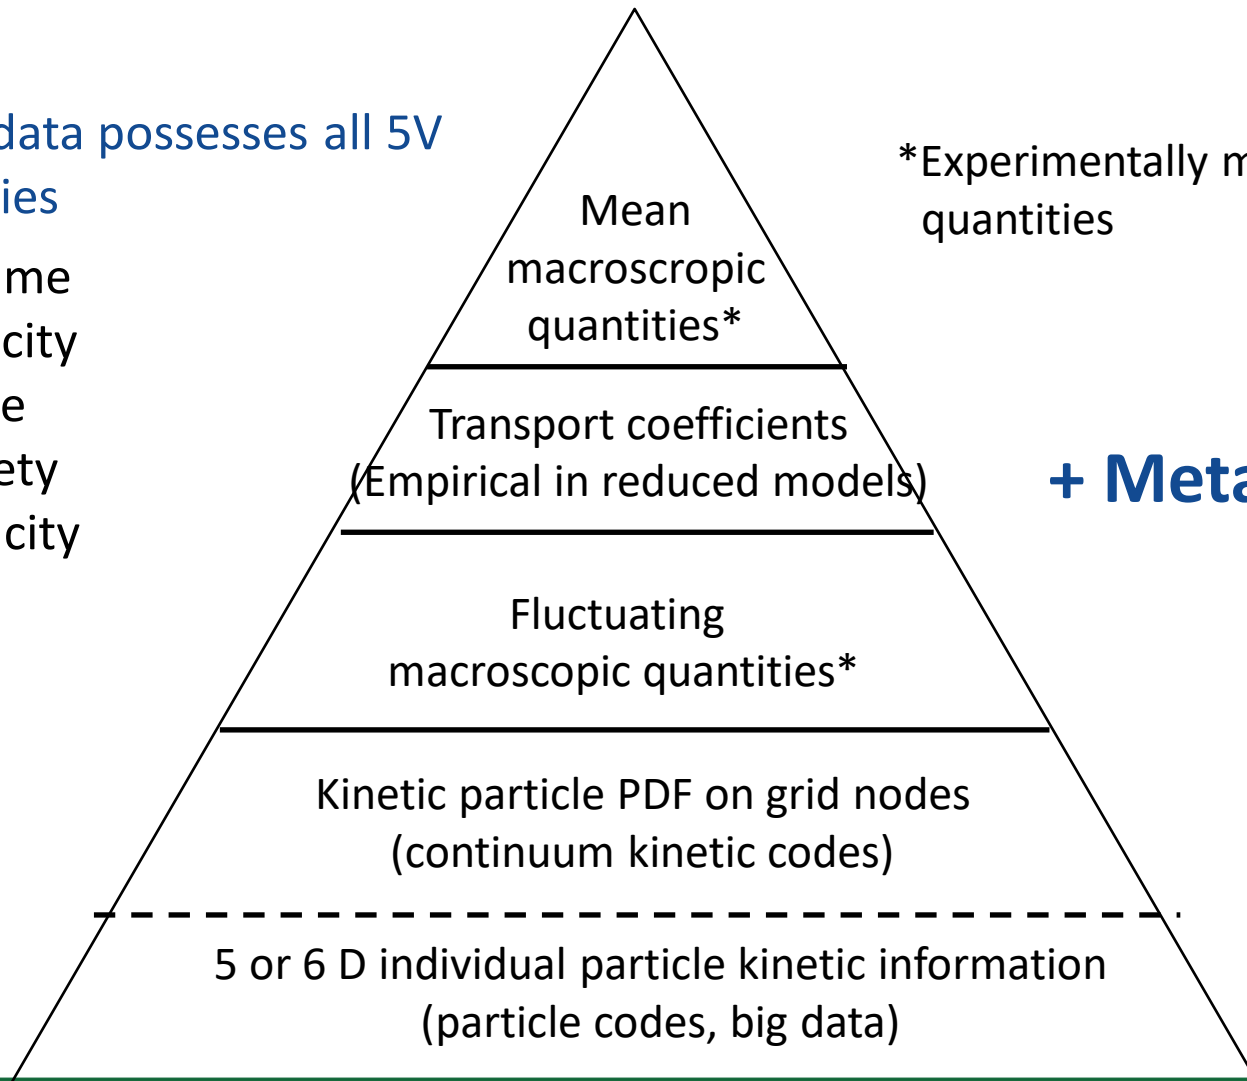 data possesses all 5V
ies
me
city
e
ety
city
Mean
macroscropic
quantities*
Transport coefficients
(Empirical in reduced models)
Fluctuating
macroscopic quantities*
Kinetic particle PDF on grid nodes
(continuum kinetic codes)
5 or 6 D individual particle kinetic information
(particle codes, big data)
*Experimentally m
quantities
+ Meta